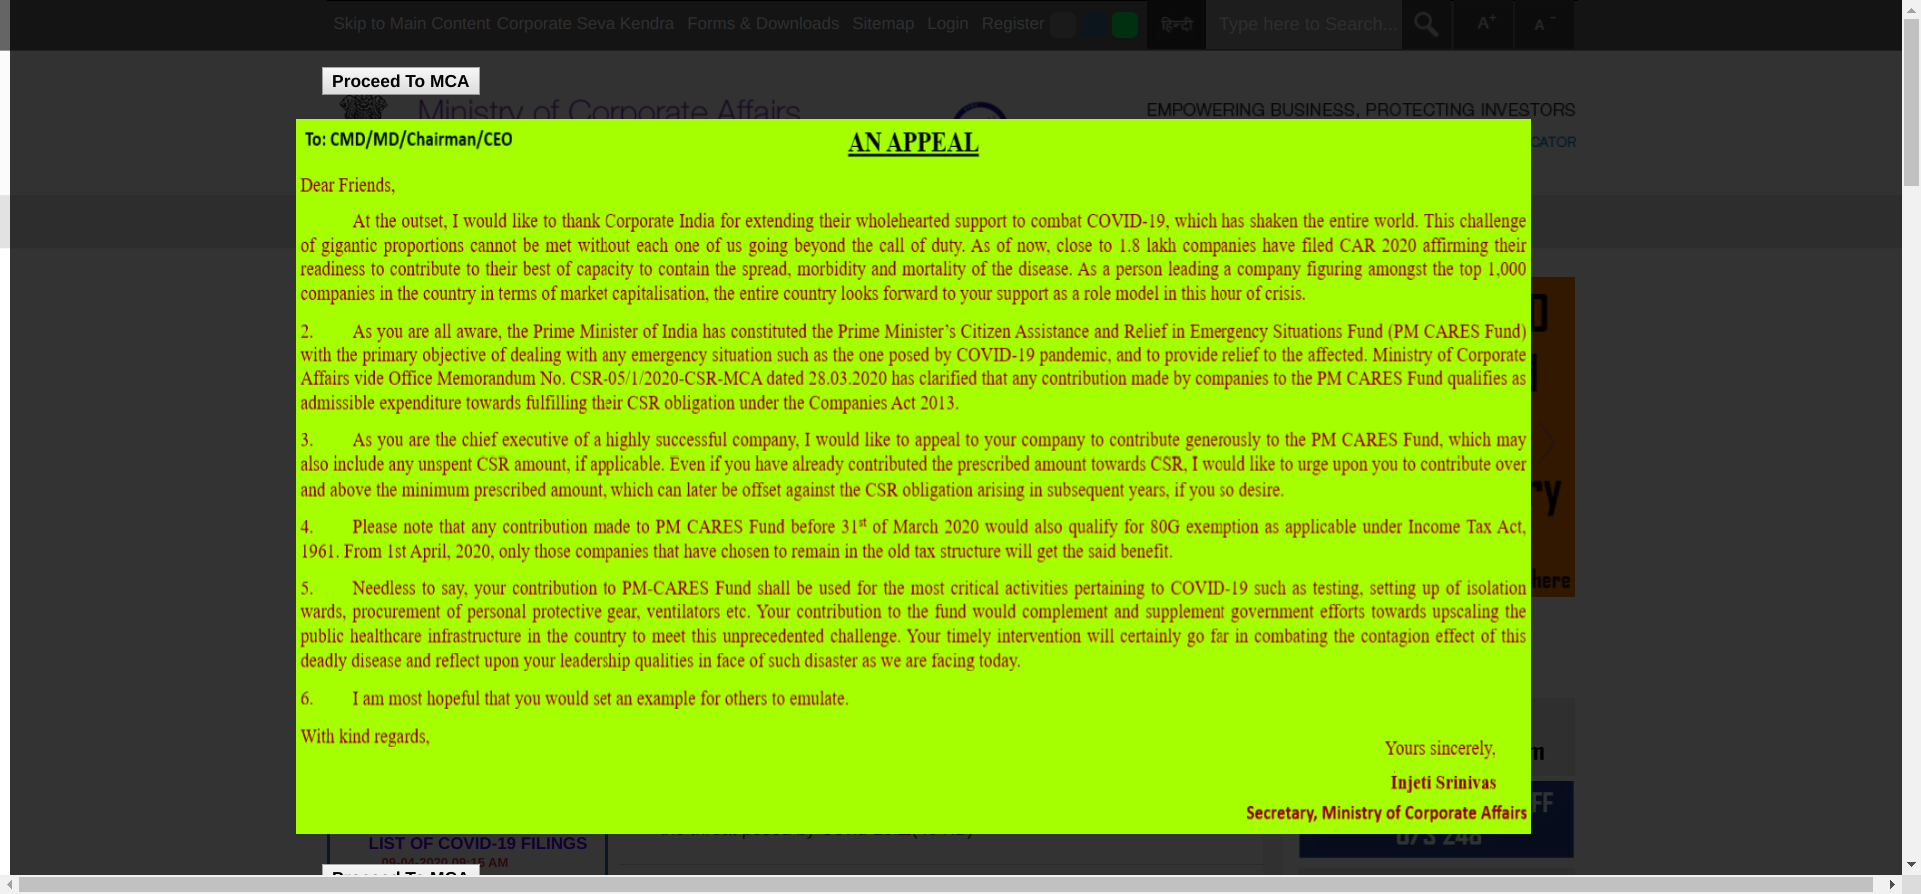 Skip to Main Content Corporate Seva Kendra Forms & Downloads Sitemap Login Register हिन्दी Type here to Search... A+ A-
Proceed To MCA
Ministry of Corporate Affairs
EMPOWERING BUSINESS, PROTECTING INVESTORS
To: CMD/MD/Chairman/CEO
AN APPEAL
Dear Friends,
At the outset, I would like to thank Corporate India for extending their wholehearted support to combat COVID-19, which has shaken the entire world. This challenge
of gigantic proportions cannot be met without each one of us going beyond the call of duty. As of now, close to 1.8 lakh companies have filed CAR 2020 affirming their
readiness to contribute to their best of capacity to contain the spread, morbidity and mortality of the disease. As a person leading a company figuring amongst the top 1,000
companies in the country in terms of market capitalisation, the entire country looks forward to your support as a role model in this hour of crisis.
2. As you are all aware, the Prime Minister of India has constituted the Prime Minister's Citizen Assistance and Relief in Emergency Situations Fund (PM CARES Fund)
with the primary objective of dealing with any emergency situation such as the one posed by COVID-19 pandemic, and to provide relief to the affected. Ministry of Corporate
Affairs vide Office Memorandum No. CSR-05/1/2020-CSR-MCA dated 28.03.2020 has clarified that any contribution made by companies to the PM CARES Fund qualifies as
admissible expenditure towards fulfilling their CSR obligation under the Companies Act 2013.
3. As you are the chief executive of a highly successful company, I would like to appeal to your company to contribute generously to the PM CARES Fund, which may
also include any unspent CSR amount, if applicable. Even if you have already contributed the prescribed amount towards CSR, I would like to urge upon you to contribute over
and above the minimum prescribed amount, which can later be offset against the CSR obligation arising in subsequent years, if you so desire.
4. Please note that any contribution made to PM CARES Fund before 31st of March 2020 would also qualify for 80G exemption as applicable under Income Tax Act,
1961. From 1st April, 2020, only those companies that have chosen to remain in the old tax structure will get the said benefit.
5. Needless to say, your contribution to PM-CARES Fund shall be used for the most critical activities pertaining to COVID-19 such as testing, setting up of isolation
wards, procurement of personal protective gear, ventilators etc. Your contribution to the fund would complement and supplement government efforts towards upscaling the
public healthcare infrastructure in the country to meet this unprecedented challenge. Your timely intervention will certainly go far in combating the contagion effect of this
deadly disease and reflect upon your leadership qualities in face of such disaster as we are facing today.
6. I am most hopeful that you would set an example for others to emulate.
With kind regards,
Yours sincerely,
Injeti Srinivas
Secretary, Ministry of Corporate Affairs
here
LIST OF COVID-19 FILINGS
09-04-2020 09:15 AM
Proceed To MCA